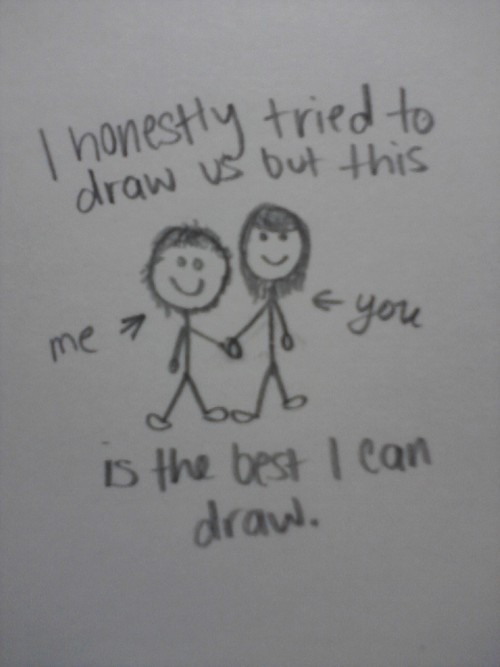 I honestly tried to
draw us but this
me
you
is the best I can
draw.